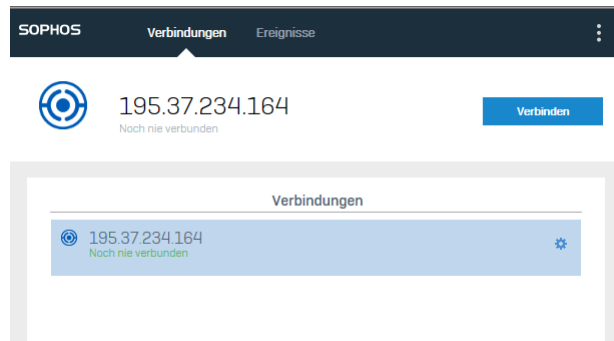 SOPHOS Verbindungen Ereignisse
195.37.234.164
Noch nie verbunden
Verbinden
Verbindungen
195.37.234.164
Noch nie verbunden